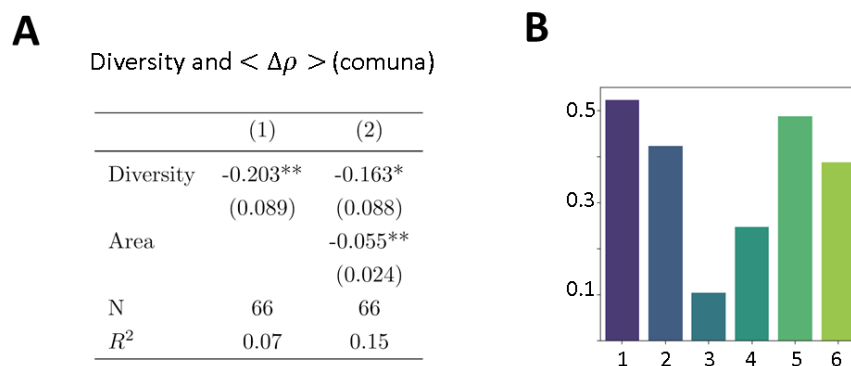 A
Diversity and < Δρ > (comuna)
(1) (2)
Diversity -0.203** -0.163*
(0.089) (0.088)
Area -0.055**
(0.024)
N 66 66
R² 0.07 0.15
B
0.5
0.3
0.1
1 2 3 4 5 6